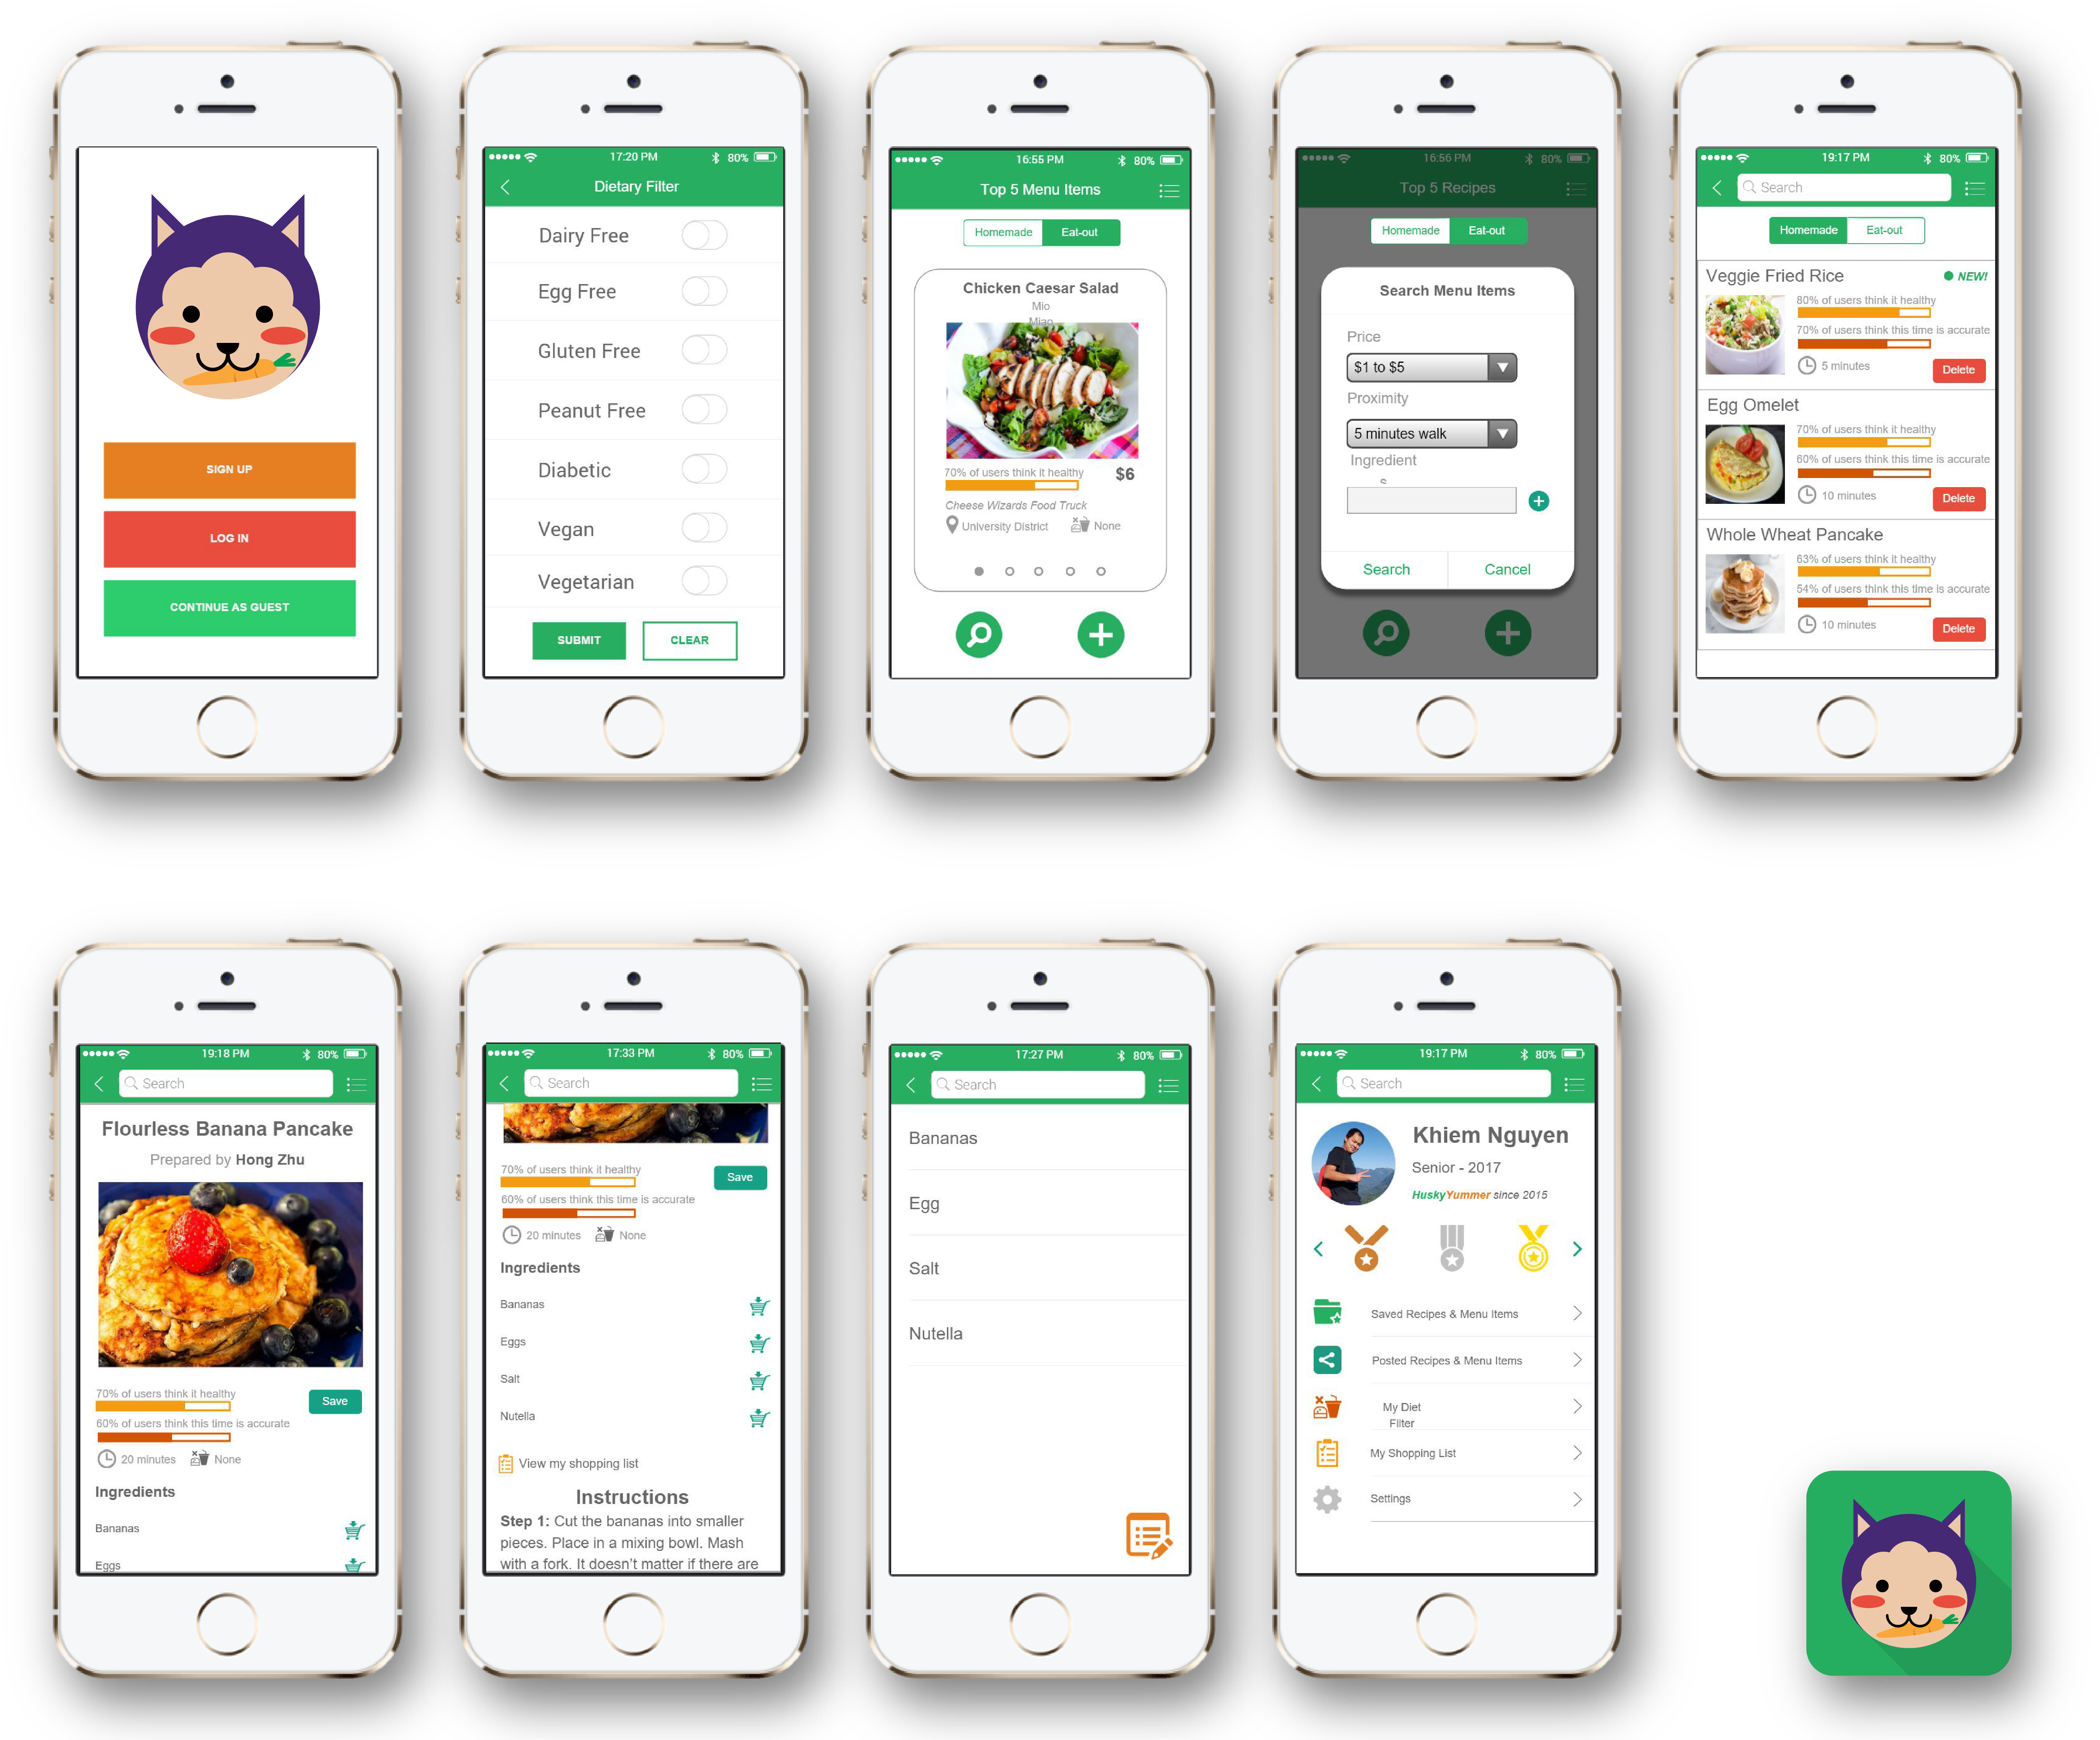 SIGN UP
LOG IN
CONTINUE AS GUEST
17:20 PM 80%
Dietary Filter
Dairy Free
Egg Free
Gluten Free
Peanut Free
Diabetic
Vegan
Vegetarian
SUBMIT CLEAR
16:55 PM 80%
Top 5 Menu Items
Homemade Eat-out
Chicken Caesar Salad
Mio
Miao
70% of users think it healthy $6
Cheese Wizards Food Truck
University District None
16:56 PM 80%
Top 5 Recipes
Homemade Eat-out
Search Menu Items
Price
$1 to $5
Proximity
5 minutes walk
Ingredient
s
Search Cancel
19:17 PM 80%
Search
Homemade Eat-out
Veggie Fried Rice NEW!
80% of users think it healthy
70% of users think this time is accurate
5 minutes Delete
Egg Omelet
70% of users think it healthy
60% of users think this time is accurate
10 minutes Delete
Whole Wheat Pancake
63% of users think it healthy
54% of users think this time is accurate
10 minutes Delete
19:18 PM 80%
Search
Flourless Banana Pancake
Prepared by Hong Zhu
70% of users think it healthy
Save
60% of users think this time is accurate
20 minutes None
Ingredients
Bananas
Eggs
17:33 PM 80%
Search
70% of users think it healthy
Save
60% of users think this time is accurate
20 minutes None
Ingredients
Bananas
Eggs
Salt
Nutella
View my shopping list
Instructions
Step 1: Cut the bananas into smaller
pieces. Place in a mixing bowl. Mash
with a fork. It doesn't matter if there are
17:27 PM 80%
Search
Bananas
Egg
Salt
Nutella
19:17 PM 80%
Search
Khiem Nguyen
Senior - 2017
HuskyYummer since 2015
Saved Recipes & Menu Items
Posted Recipes & Menu Items
My Diet
Filter
My Shopping List
Settings